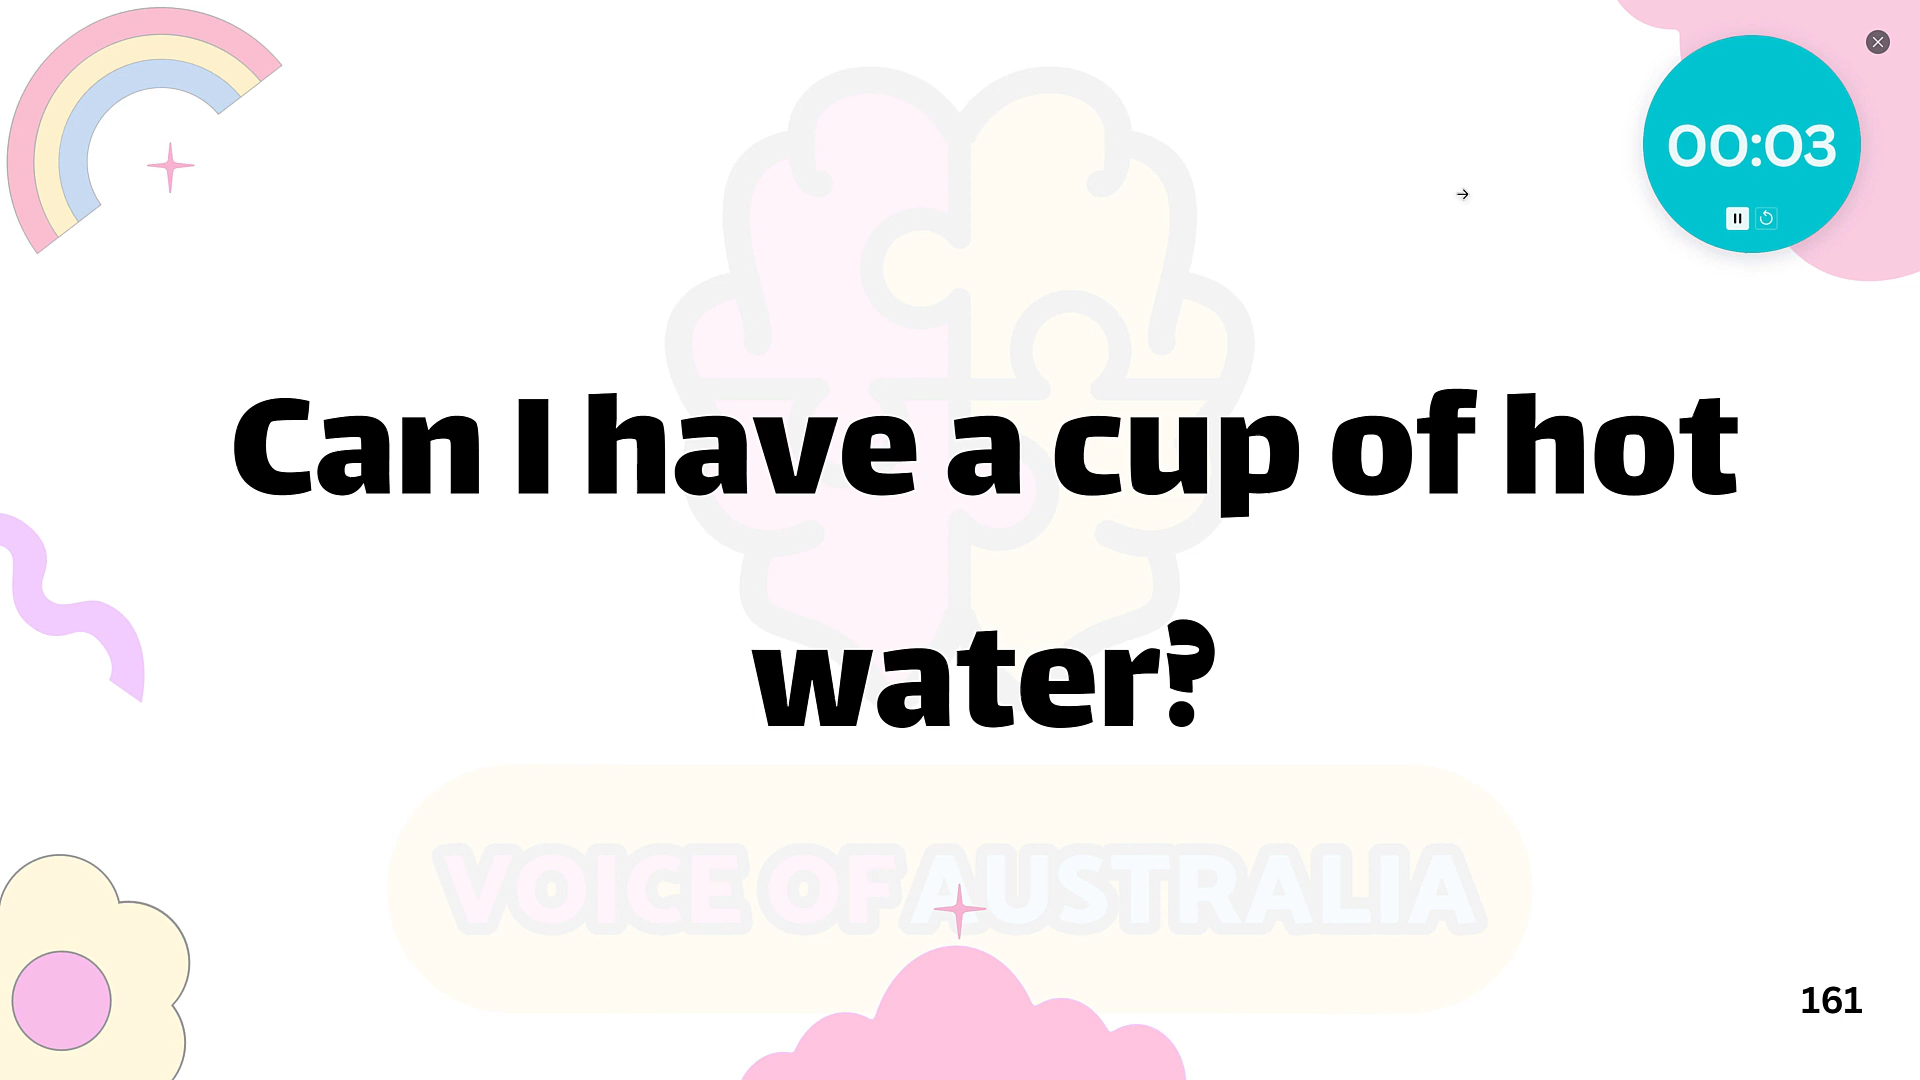 00:03
Can I have a cup of hot
water?
VOICE OF AUSTRALIA
161